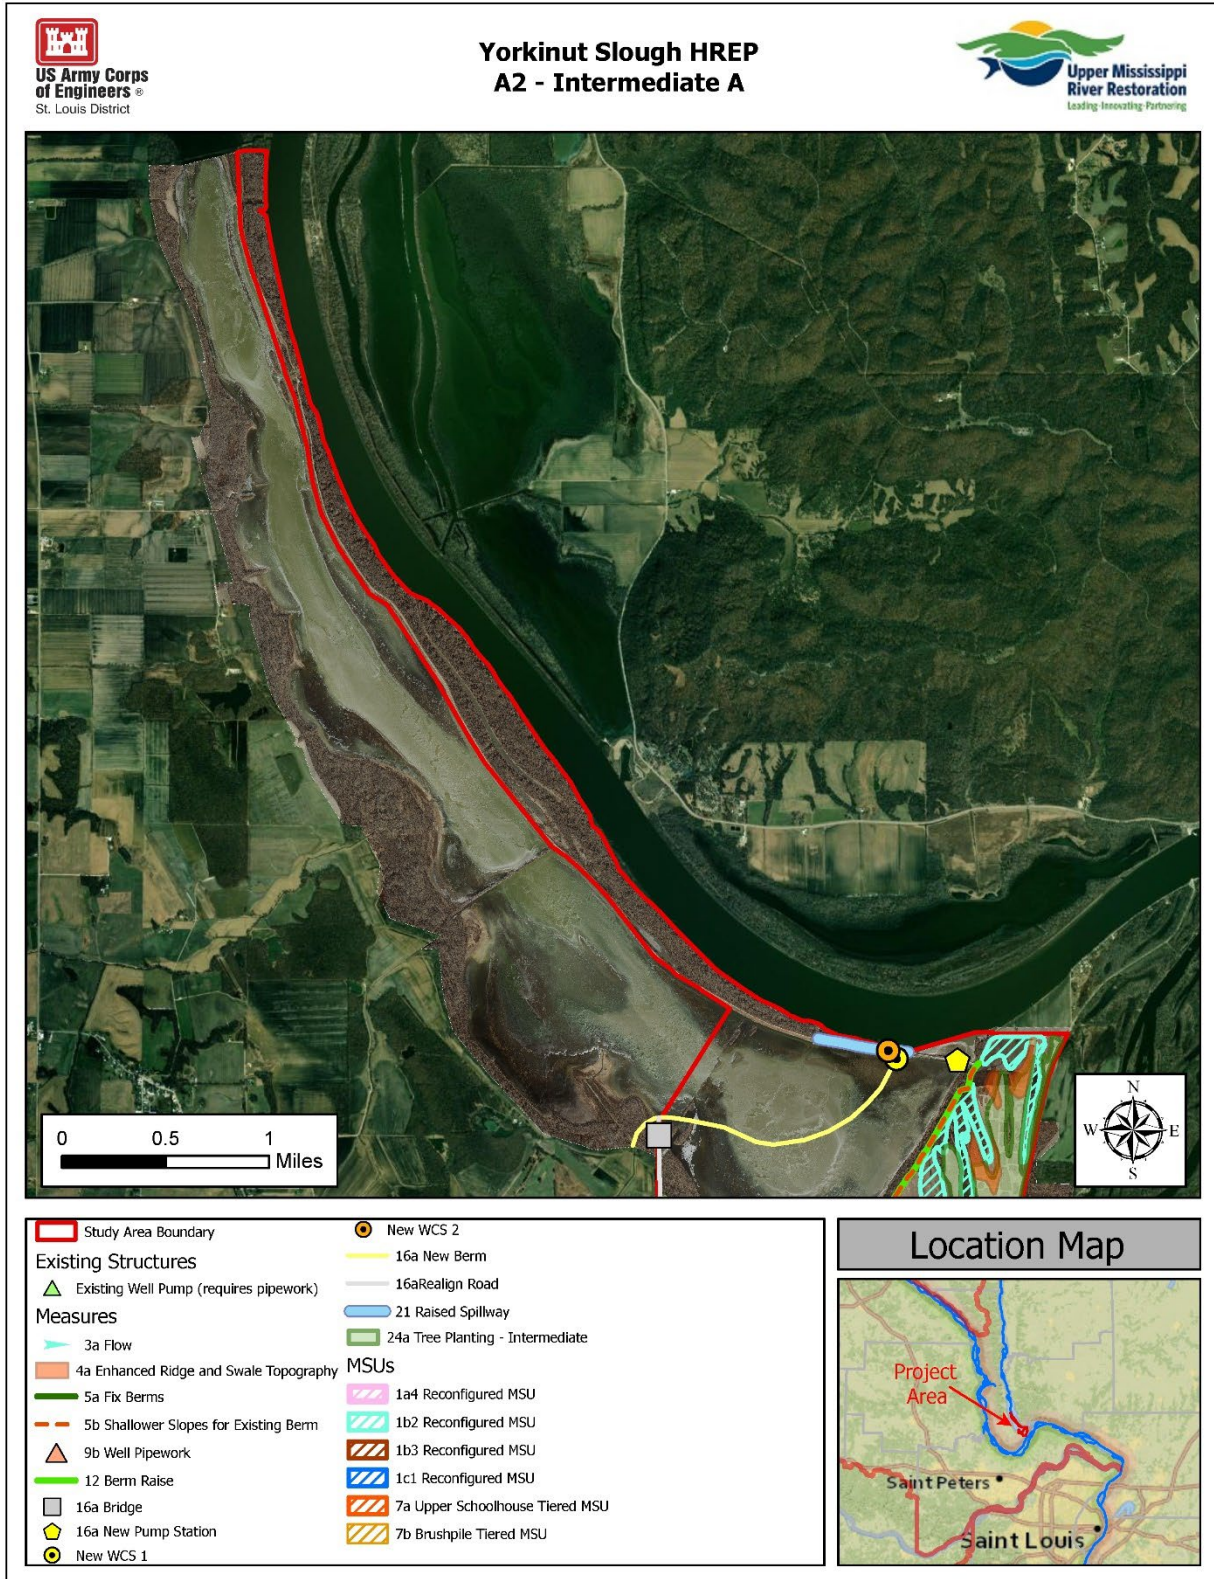 US Army Corps
of Engineers ®
St. Louis District
Yorkinut Slough HREP
A2 - Intermediate A
Upper Mississippi
River Restoration
Leading-Innovating-Partnering
0 0.5 1
Miles
N
W E
S
Study Area Boundary
Existing Structures
Existing Well Pump (requires pipework)
Measures
3a Flow
4a Enhanced Ridge and Swale Topography
5a Fix Berms
5b Shallower Slopes for Existing Berm
9b Well Pipework
12 Berm Raise
16a Bridge
16a New Pump Station
New WCS 1
New WCS 2
16a New Berm
16aRealign Road
21 Raised Spillway
24a Tree Planting - Intermediate
MSUs
1a4 Reconfigured MSU
1b2 Reconfigured MSU
1b3 Reconfigured MSU
1c1 Reconfigured MSU
7a Upper Schoolhouse Tiered MSU
7b Brushpile Tiered MSU
Location Map
Project
Area
Saint Peters
Saint Louis